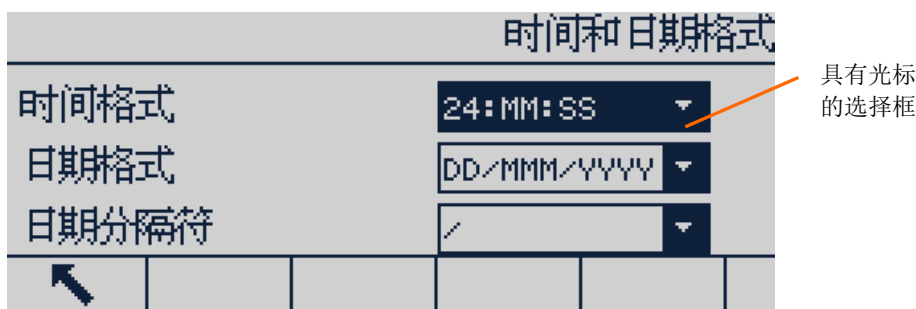 时间和日期格式
时间格式
24:MM:SS
日期格式
DD/MMM/YYYY
日期分隔符
/
具有光标
的选择框